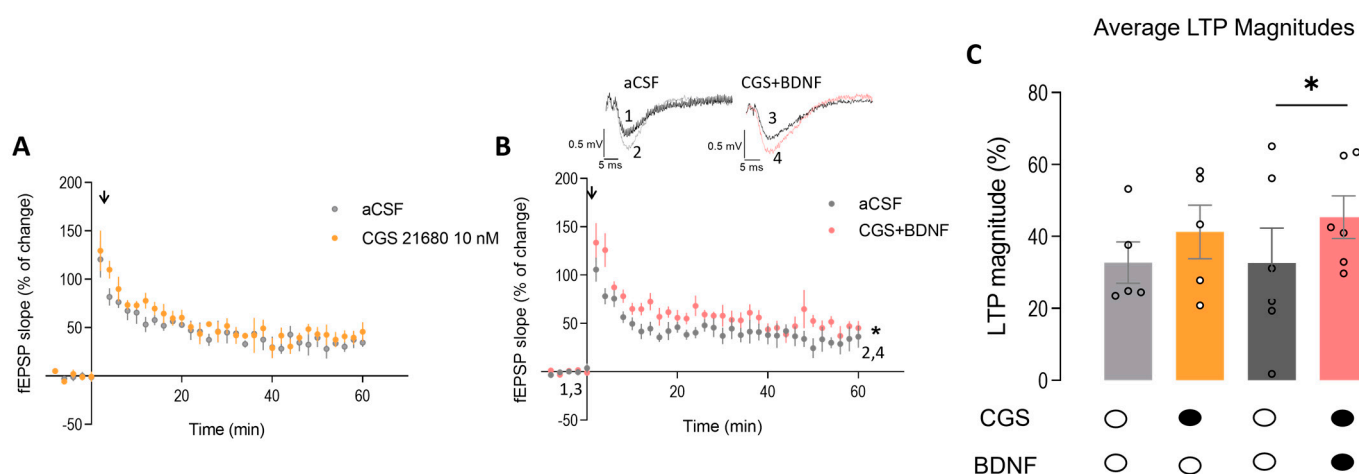 A
fEPSP slope (% of change)
200
150
100
50
-50
20
40
60
Time (min)
aCSF
CGS 21680 10 nM
B
aCSF
CGS+BDNF
1
2
3
4
0.5 mV
5 ms
0.5 mV
5 ms
fEPSP slope (% of change)
200
150
100
50
-50
20
40
60
Time (min)
aCSF
CGS+BDNF
*
2,4
1,3
C
Average LTP Magnitudes
*
LTP magnitude (%)
80
60
40
20
0
CGS
BDNF